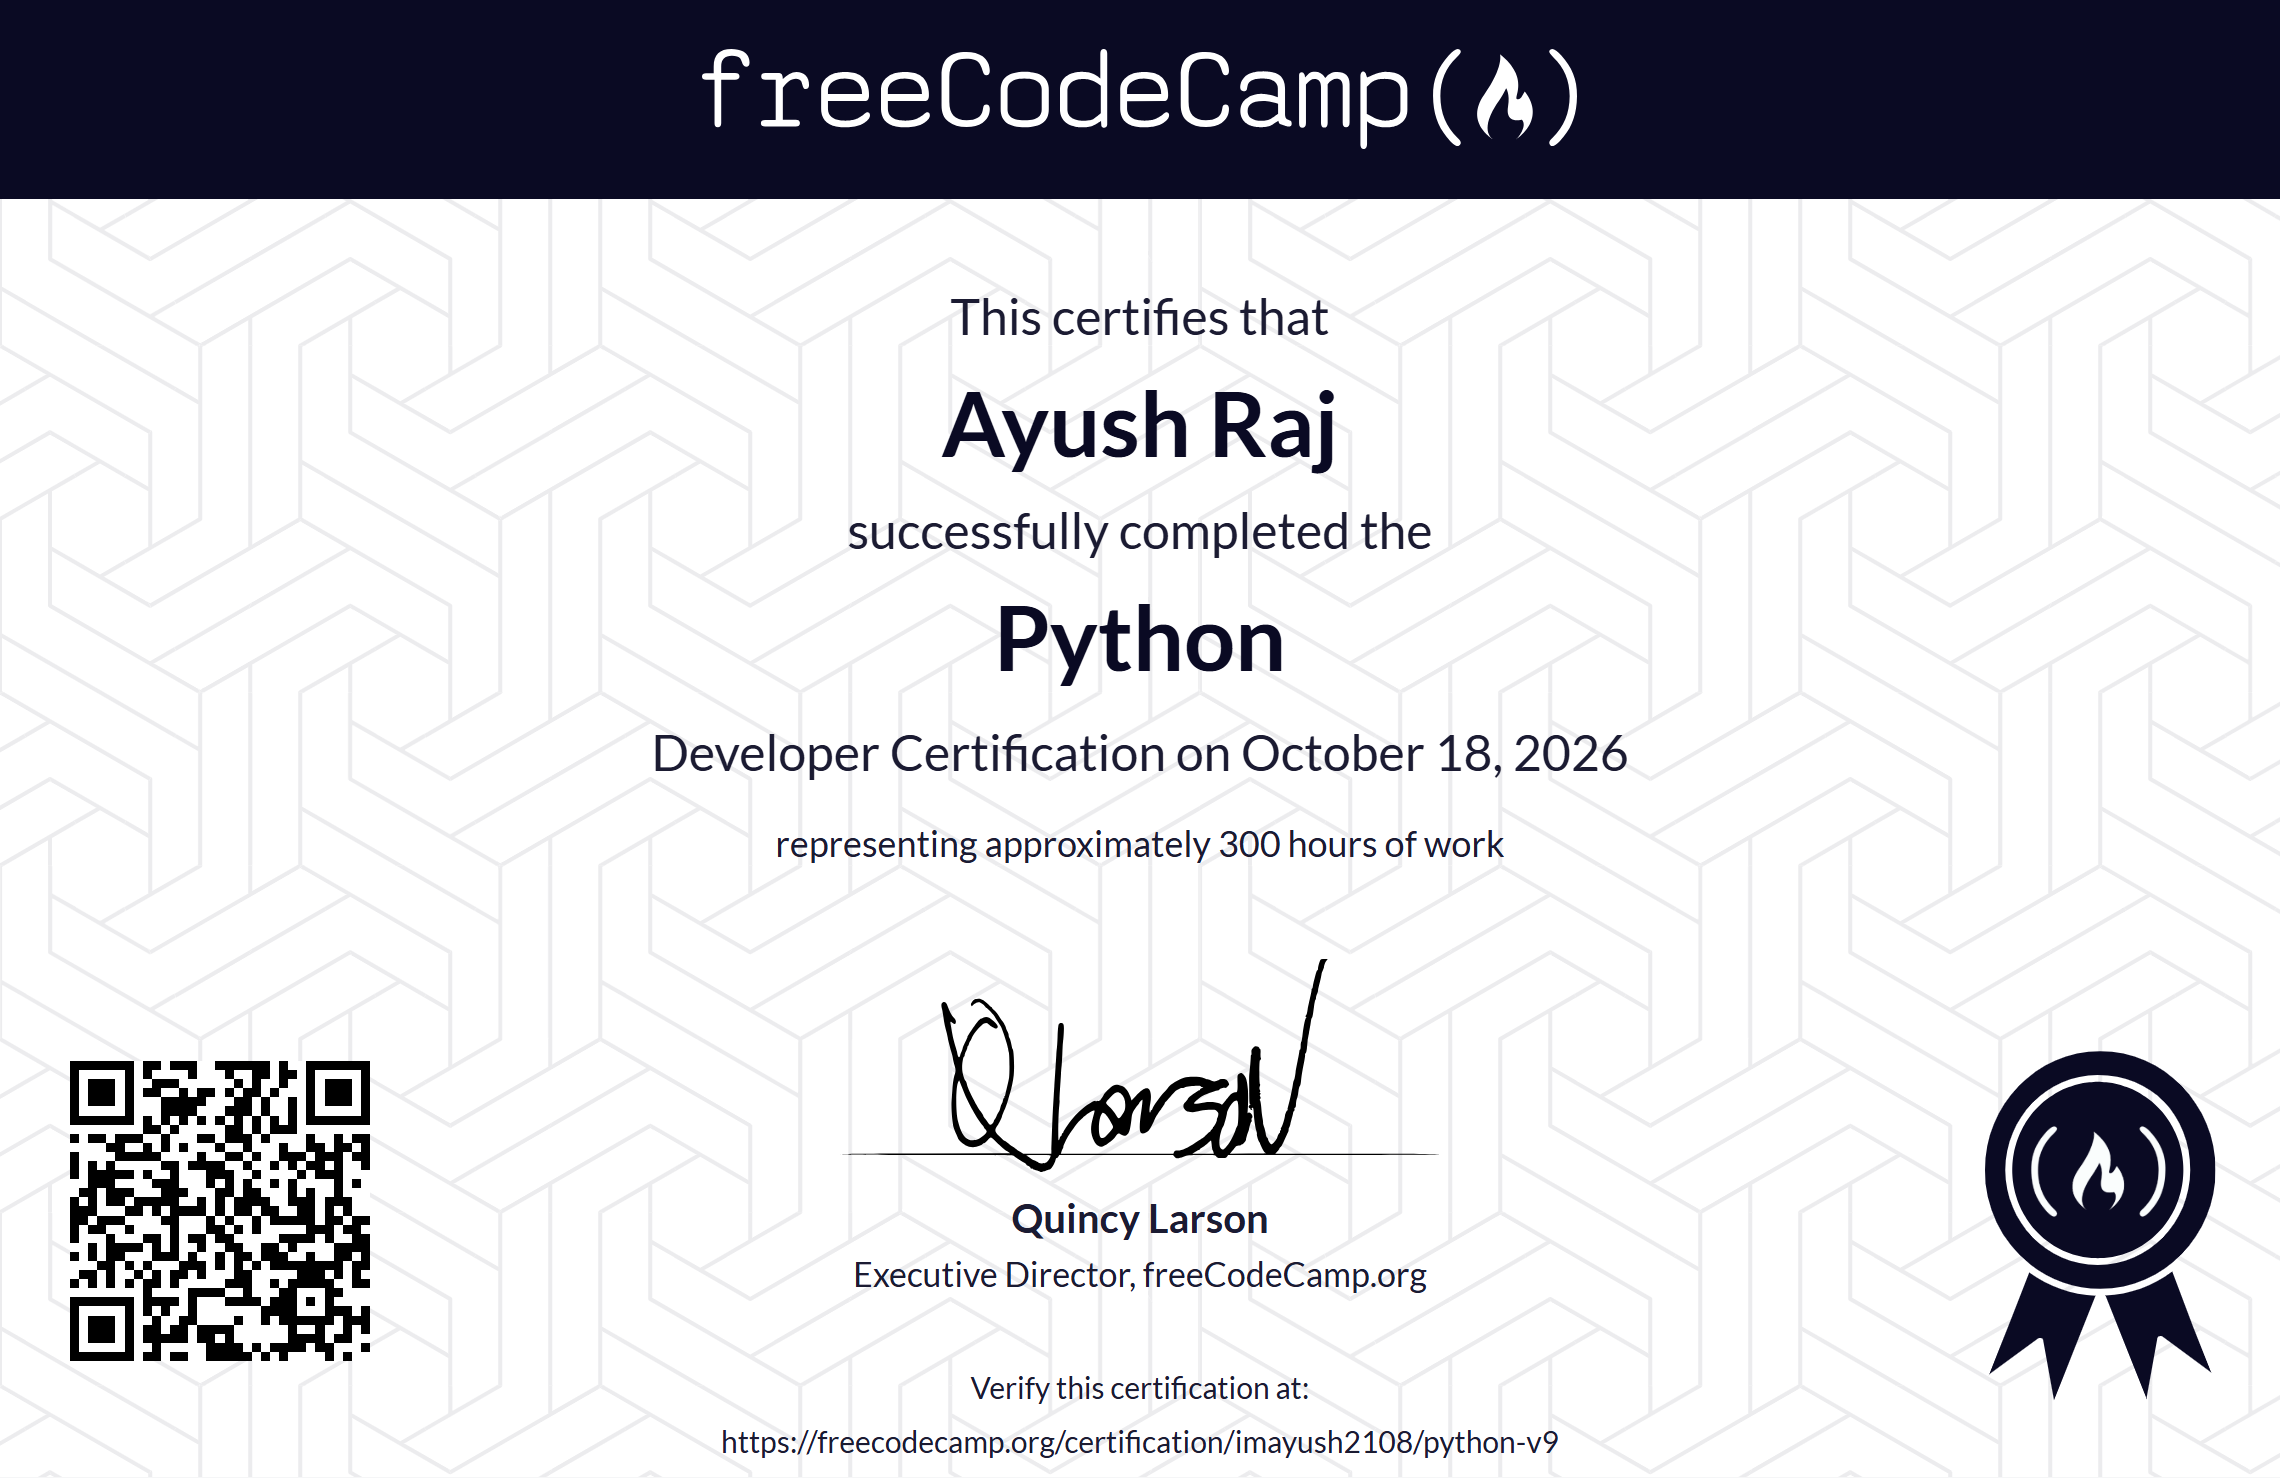 freeCodeCamp
This certifies that
Ayush Raj
successfully completed the
Python
Developer Certification on October 18, 2026
representing approximately 300 hours of work
Quincy Larson
Executive Director, freeCodeCamp.org
Verify this certification at:
https://freecodecamp.org/certification/imayush2108/python-v9